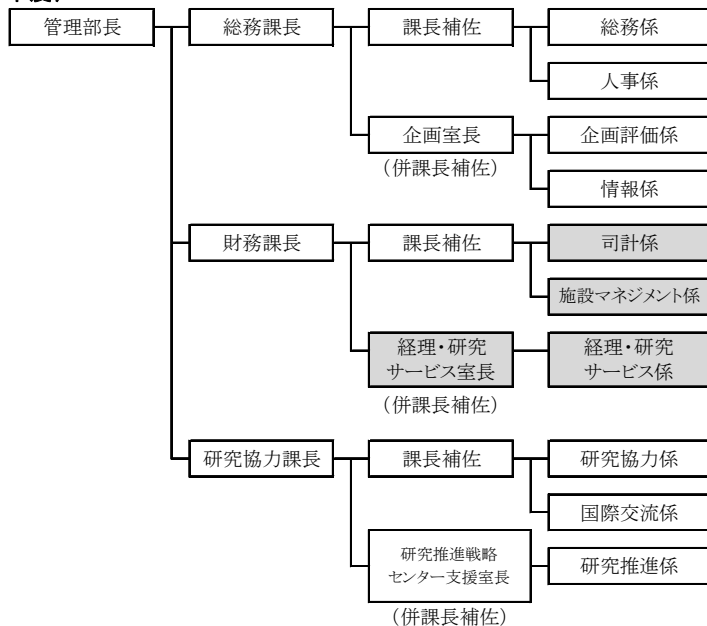 管理部長
総務課長
課長補佐
総務係
人事係
企画室長
(併課長補佐)
企画評価係
情報係
財務課長
課長補佐
司計係
施設マネジメント係
経理・研究
サービス室長
(併課長補佐)
経理・研究
サービス係
研究協力課長
課長補佐
研究協力係
国際交流係
研究推進戦略
センター支援室長
(併課長補佐)
研究推進係